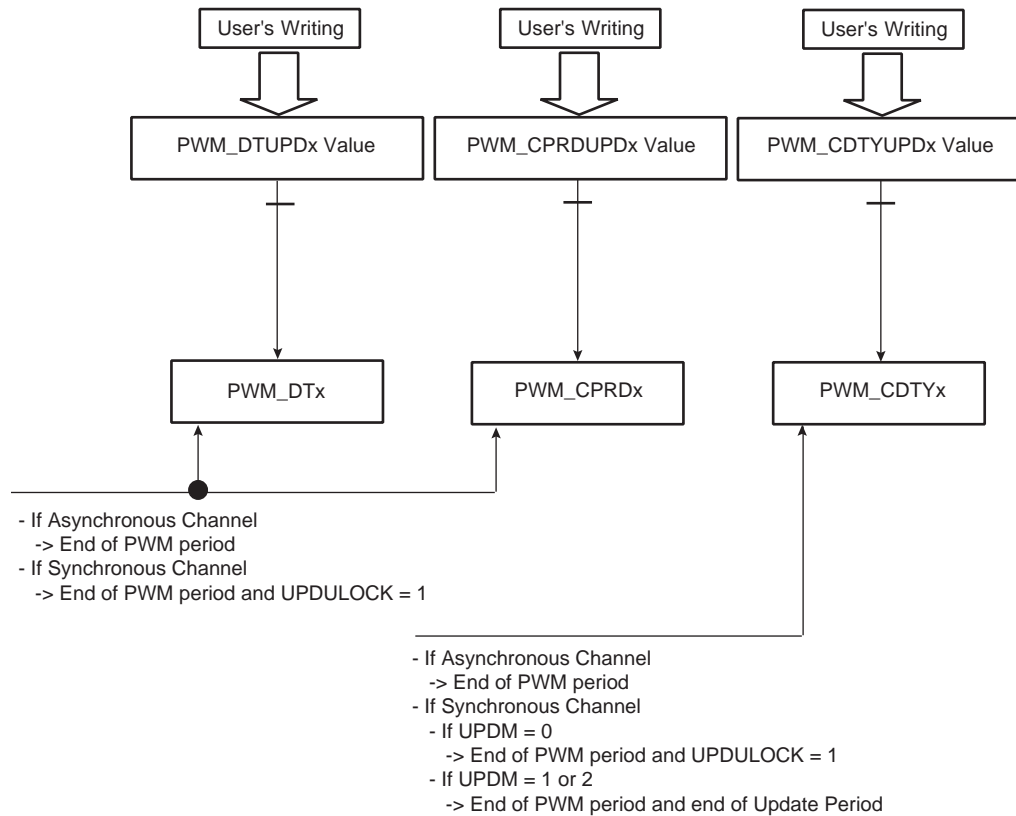 User's Writing
User's Writing
User's Writing
PWM_DTUPDx Value
PWM_CPRDUPDx Value
PWM_CDTYUPDx Value
PWM_DTx
PWM_CPRDx
PWM_CDTYx
- If Asynchronous Channel
-> End of PWM period
- If Synchronous Channel
-> End of PWM period and UPDULOCK = 1
- If Asynchronous Channel
-> End of PWM period
- If Synchronous Channel
- If UPDM = 0
-> End of PWM period and UPDULOCK = 1
- If UPDM = 1 or 2
-> End of PWM period and end of Update Period